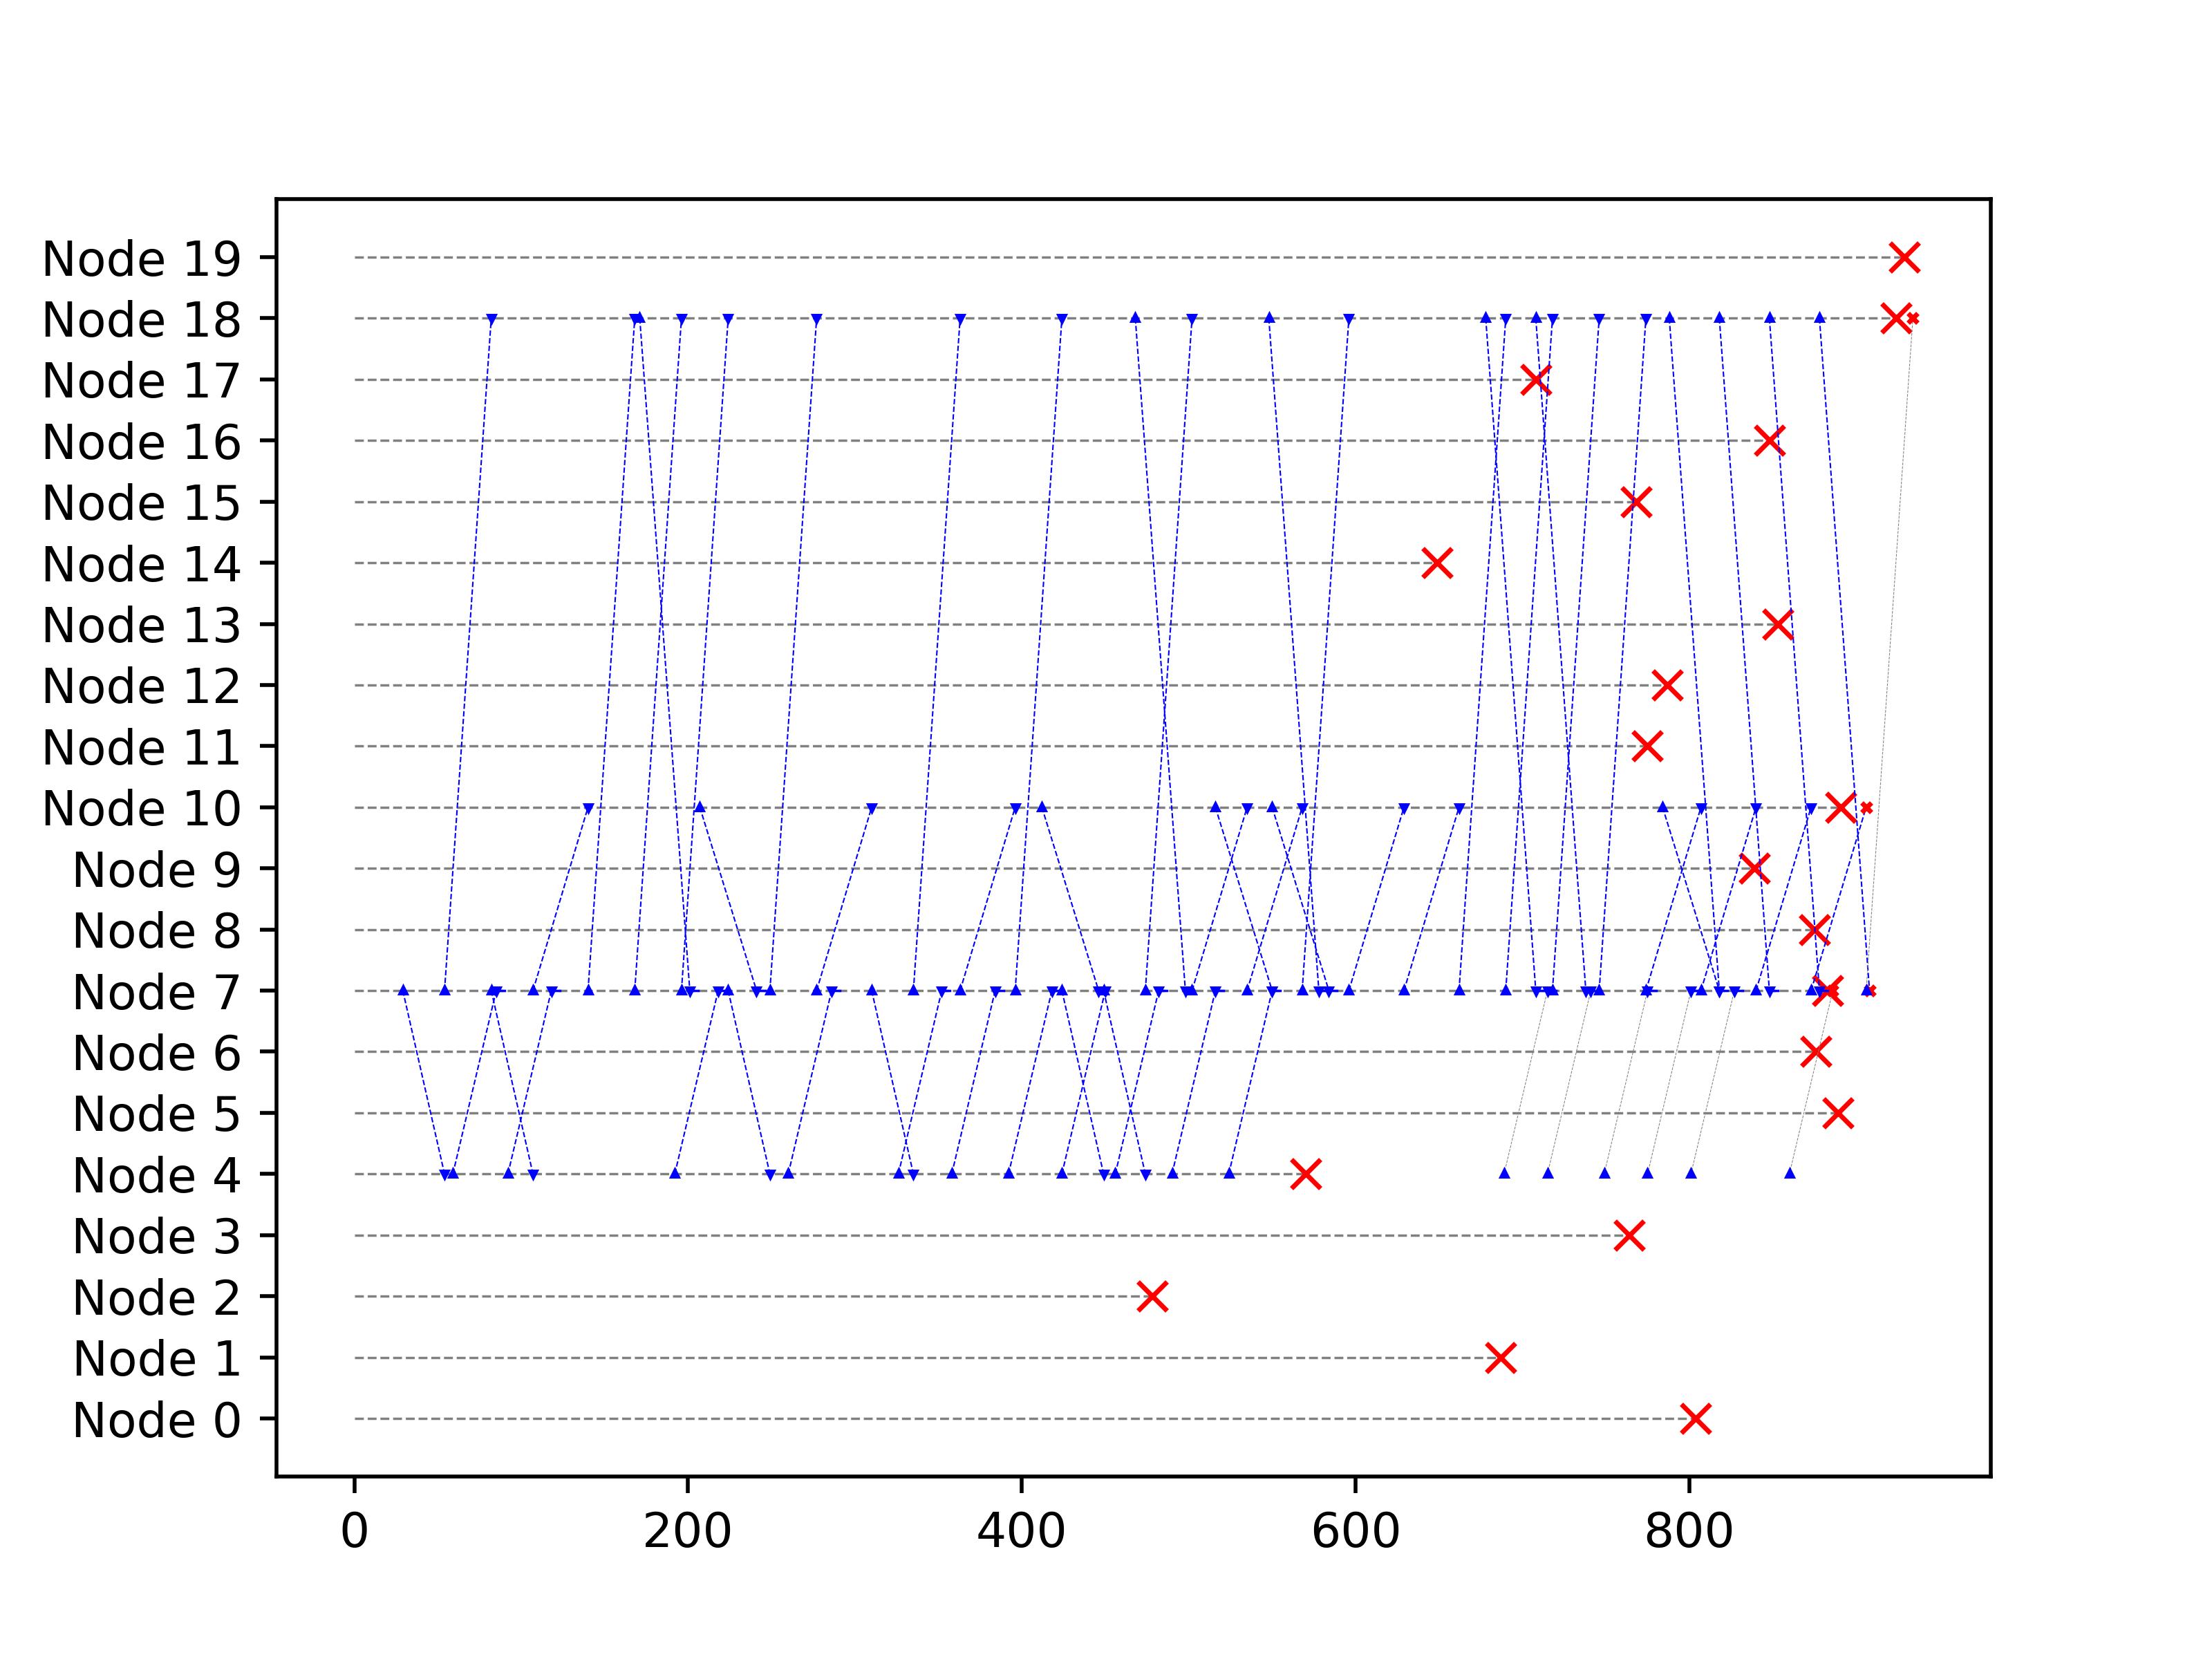 Node 19
Node 18
Node 17
Node 16
Node 15
Node 14
Node 13
Node 12
Node 11
Node 10
Node 9
Node 8
Node 7
Node 6
Node 5
Node 4
Node 3
Node 2
Node 1
Node 0
0 200 400 600 800